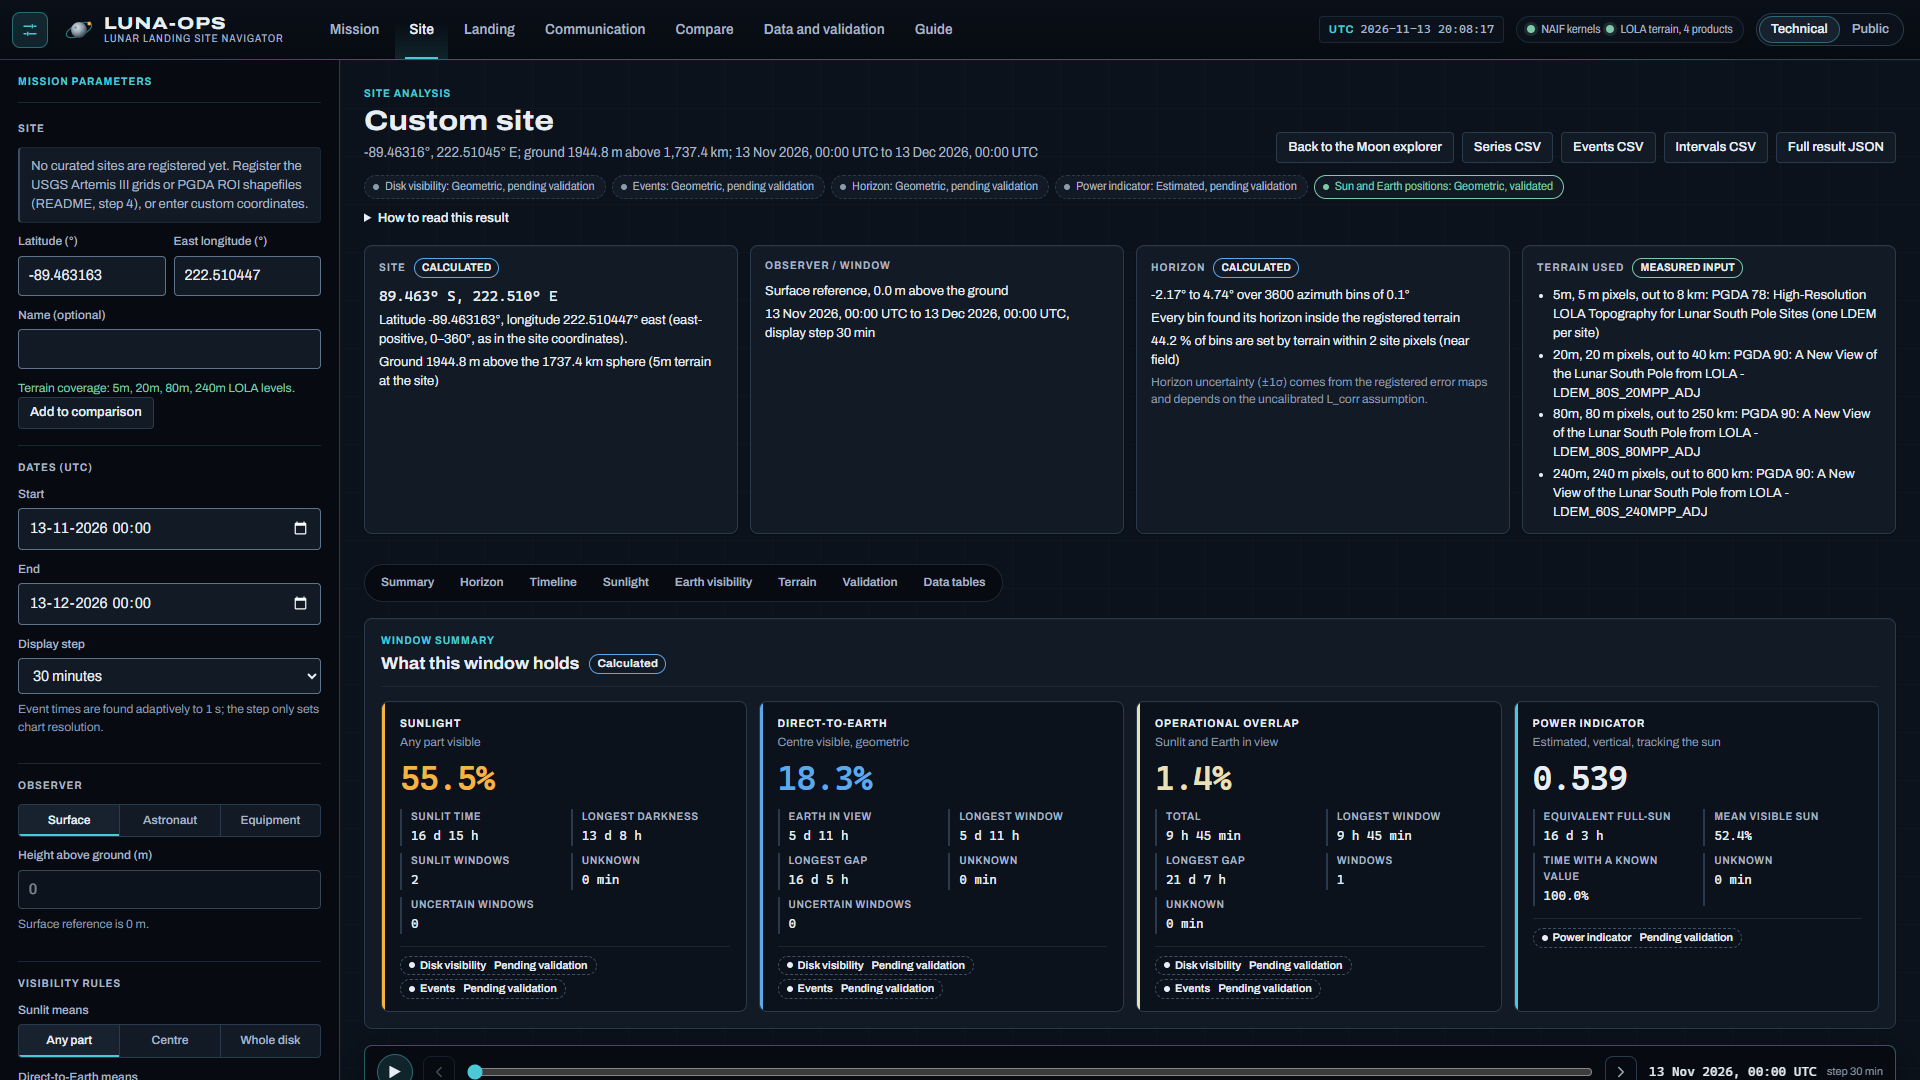 LUNA-OPS
LUNAR LANDING SITE NAVIGATOR
Mission
Site
Landing
Communication
Compare
Data and validation
Guide
UTC 2026-11-13 20:08:17
NAIF kernels
LOLA terrain, 4 products
Technical
Public
MISSION PARAMETERS
SITE
No curated sites are registered yet. Register the
USGS Artemis III grids or PGDA ROI shapefiles
(README, step 4), or enter custom coordinates.
Latitude (°)
East longitude (°)
-89.463163
222.510447
Name (optional)
Terrain coverage: 5m, 20m, 80m, 240m LOLA levels.
Add to comparison
DATES (UTC)
Start
13-11-2026 00:00
End
13-12-2026 00:00
Display step
30 minutes
Event times are found adaptively to 1 s; the step only sets
chart resolution.
OBSERVER
Surface
Astronaut
Equipment
Height above ground (m)
0
Surface reference is 0 m.
VISIBILITY RULES
Sunlit means
Any part
Centre
Whole disk
Direct-to-Earth means
SITE ANALYSIS
Custom site
-89.46316°, 222.51045° E; ground 1944.8 m above 1,737.4 km; 13 Nov 2026, 00:00 UTC to 13 Dec 2026, 00:00 UTC
Back to the Moon explorer
Series CSV
Events CSV
Intervals CSV
Full result JSON
Disk visibility: Geometric, pending validation
Events: Geometric, pending validation
Horizon: Geometric, pending validation
Power indicator: Estimated, pending validation
Sun and Earth positions: Geometric, validated
How to read this result
SITE CALCULATED
89.463° S, 222.510° E
Latitude -89.463163°, longitude 222.510447° east (east-
positive, 0–360°, as in the site coordinates).
Ground 1944.8 m above the 1737.4 km sphere (5m terrain
at the site)
OBSERVER / WINDOW
Surface reference, 0.0 m above the ground
13 Nov 2026, 00:00 UTC to 13 Dec 2026, 00:00 UTC,
display step 30 min
HORIZON CALCULATED
-2.17° to 4.74° over 3600 azimuth bins of 0.1°
Every bin found its horizon inside the registered terrain
44.2 % of bins are set by terrain within 2 site pixels (near
field)
Horizon uncertainty (±1σ) comes from the registered error maps
and depends on the uncalibrated L_corr assumption.
TERRAIN USED MEASURED INPUT
5m, 5 m pixels, out to 8 km: PGDA 78: High-Resolution
LOLA Topography for Lunar South Pole Sites (one LDEM
per site)
20m, 20 m pixels, out to 40 km: PGDA 90: A New View of
the Lunar South Pole from LOLA -
LDEM_80S_20MPP_ADJ
80m, 80 m pixels, out to 250 km: PGDA 90: A New View
of the Lunar South Pole from LOLA -
LDEM_80S_80MPP_ADJ
240m, 240 m pixels, out to 600 km: PGDA 90: A New
View of the Lunar South Pole from LOLA -
LDEM_60S_240MPP_ADJ
Summary
Horizon
Timeline
Sunlight
Earth visibility
Terrain
Validation
Data tables
WINDOW SUMMARY
What this window holds Calculated
SUNLIGHT
Any part visible
55.5%
SUNLIT TIME
16 d 15 h
LONGEST DARKNESS
13 d 8 h
SUNLIT WINDOWS
2
UNKNOWN
0 min
UNCERTAIN WINDOWS
0
Disk visibility Pending validation
Events Pending validation
DIRECT-TO-EARTH
Centre visible, geometric
18.3%
EARTH IN VIEW
5 d 11 h
LONGEST WINDOW
5 d 11 h
LONGEST GAP
16 d 5 h
UNKNOWN
0 min
UNCERTAIN WINDOWS
0
Disk visibility Pending validation
Events Pending validation
OPERATIONAL OVERLAP
Sunlit and Earth in view
1.4%
TOTAL
9 h 45 min
LONGEST WINDOW
9 h 45 min
LONGEST GAP
21 d 7 h
WINDOWS
1
UNKNOWN
0 min
Disk visibility Pending validation
Events Pending validation
POWER INDICATOR
Estimated, vertical, tracking the sun
0.539
EQUIVALENT FULL-SUN
16 d 3 h
MEAN VISIBLE SUN
52.4%
TIME WITH A KNOWN
VALUE
100.0%
UNKNOWN
0 min
Power indicator Pending validation
13 Nov 2026, 00:00 UTC step 30 min